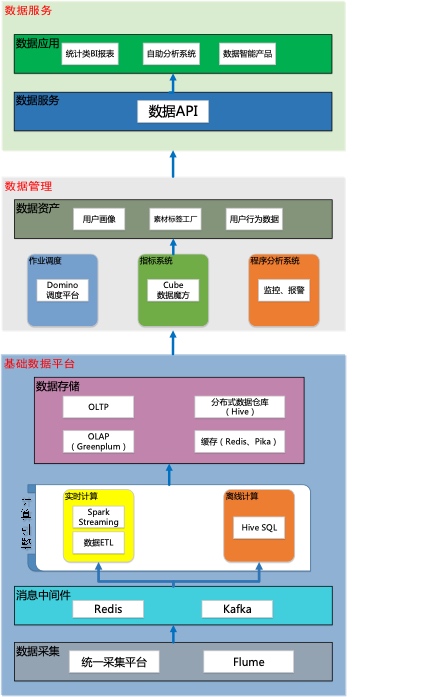 数据服务
数据应用
统计类BI报表
自助分析系统
数据智能产品
数据服务
数据API
数据管理
数据资产
用户画像
素材标签工厂
用户行为数据
作业调度
指标系统
程序分析系统
Domino
调度平台
Cube
数据魔方
监控、报警
基础数据平台
数据存储
OLTP
分布式数据仓库
（Hive）
OLAP
（Greenplum）
缓存（Redis、Pika）
实时计算
离线计算
Spark
Streaming
Hive SQL
数据ETL
消息中间件
Redis
Kafka
数据采集
统一采集平台
Flume